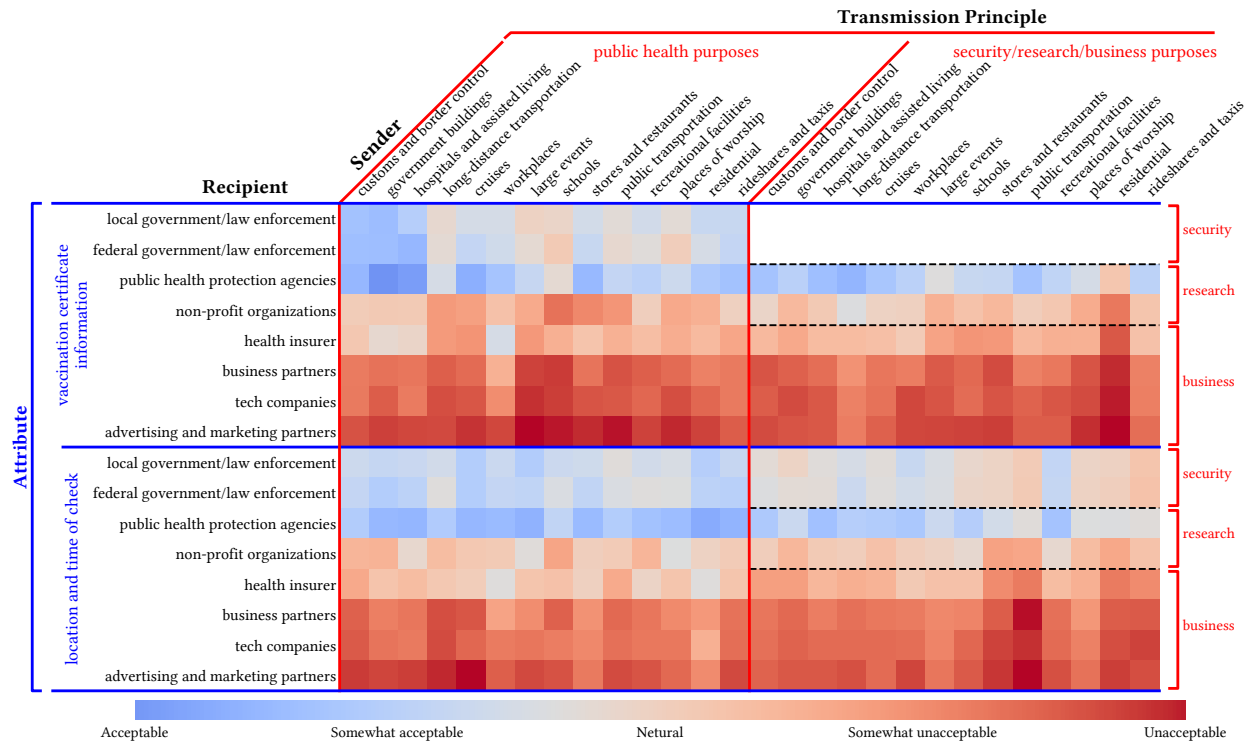 Transmission Principle
public health purposes
security/research/business purposes
Sender
customs and border control
government buildings
hospitals and assisted living
long-distance transportation
cruises
workplaces
large events
schools
stores and restaurants
public transportation
recreational facilities
places of worship
residential
rideshares and taxis
customs and border control
government buildings
hospitals and assisted living
long-distance transportation
cruises
workplaces
large events
schools
stores and restaurants
public transportation
recreational facilities
places of worship
residential
rideshares and taxis
Recipient
Attribute
vaccination certificate
information
local government/law enforcement
federal government/law enforcement
public health protection agencies
non-profit organizations
health insurer
business partners
tech companies
advertising and marketing partners
security
research
business
location and time of check
local government/law enforcement
federal government/law enforcement
public health protection agencies
non-profit organizations
health insurer
business partners
tech companies
advertising and marketing partners
security
research
business
Acceptable
Somewhat acceptable
Netural
Somewhat unacceptable
Unacceptable